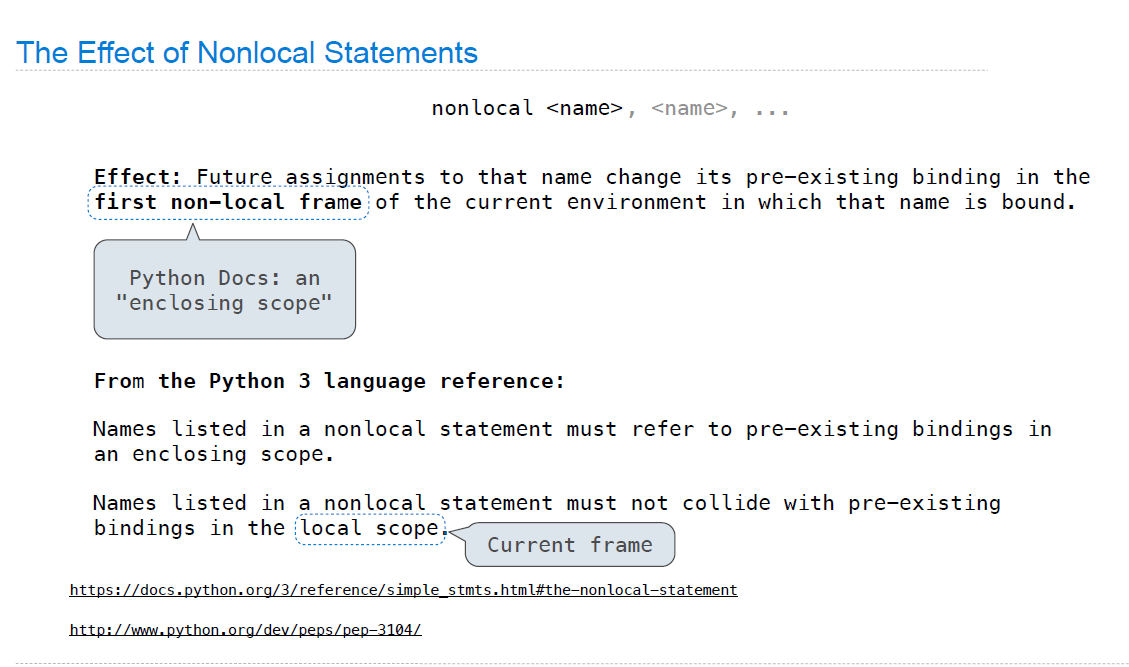 The Effect of Nonlocal Statements
nonlocal <name>, <name>, ...
Effect: Future assignments to that name change its pre-existing binding in the
first non-local frame of the current environment in which that name is bound.
Python Docs: an
"enclosing scope"
From the Python 3 language reference:
Names listed in a nonlocal statement must refer to pre-existing bindings in
an enclosing scope.
Names listed in a nonlocal statement must not collide with pre-existing
bindings in the local scope.
Current frame
https://docs.python.org/3/reference/simple_stmts.html#the-nonlocal-statement
http://www.python.org/dev/peps/pep-3104/